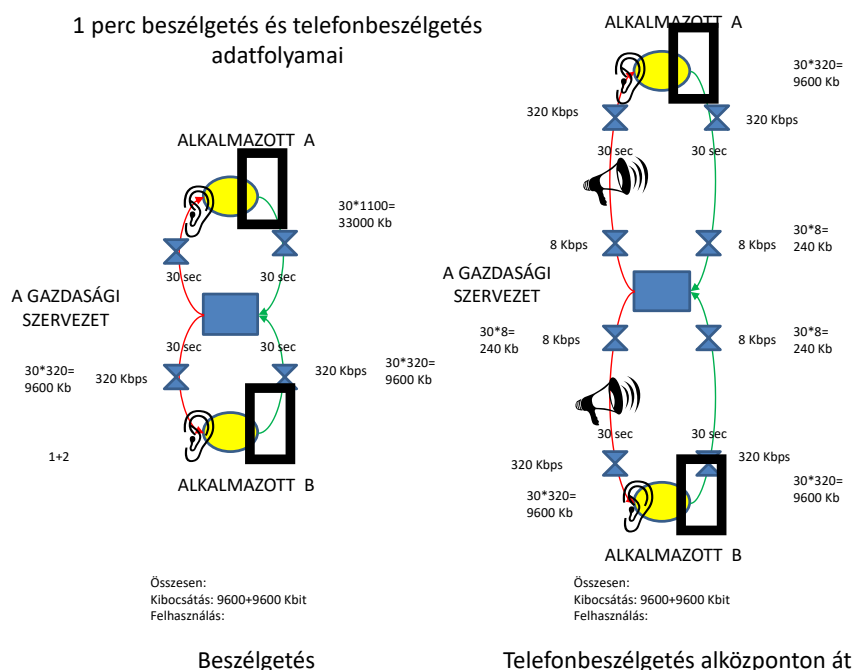 1 perc beszélgetés és telefonbeszélgetés
adatfolyamai
ALKALMAZOTT A
30*1100=
33000 Kb
30 sec
30 sec
A GAZDASÁGI
SZERVEZET
30 sec
30 sec
30*320=
9600 Kb
320 Kbps
320 Kbps
30*320=
9600 Kb
1+2
ALKALMAZOTT B
Összesen:
Kibocsátás: 9600+9600 Kbit
Felhasználás:
Beszélgetés
ALKALMAZOTT A
30*320=
9600 Kb
320 Kbps
320 Kbps
30 sec
30 sec
8 Kbps
8 Kbps
30*8=
240 Kb
A GAZDASÁGI
SZERVEZET
30*8=
240 Kb
8 Kbps
8 Kbps
30*8=
240 Kb
30 sec
30 sec
320 Kbps
320 Kbps
30*320=
9600 Kb
30*320=
9600 Kb
ALKALMAZOTT B
Összesen:
Kibocsátás: 9600+9600 Kbit
Felhasználás:
Telefonbeszélgetés alközponton át